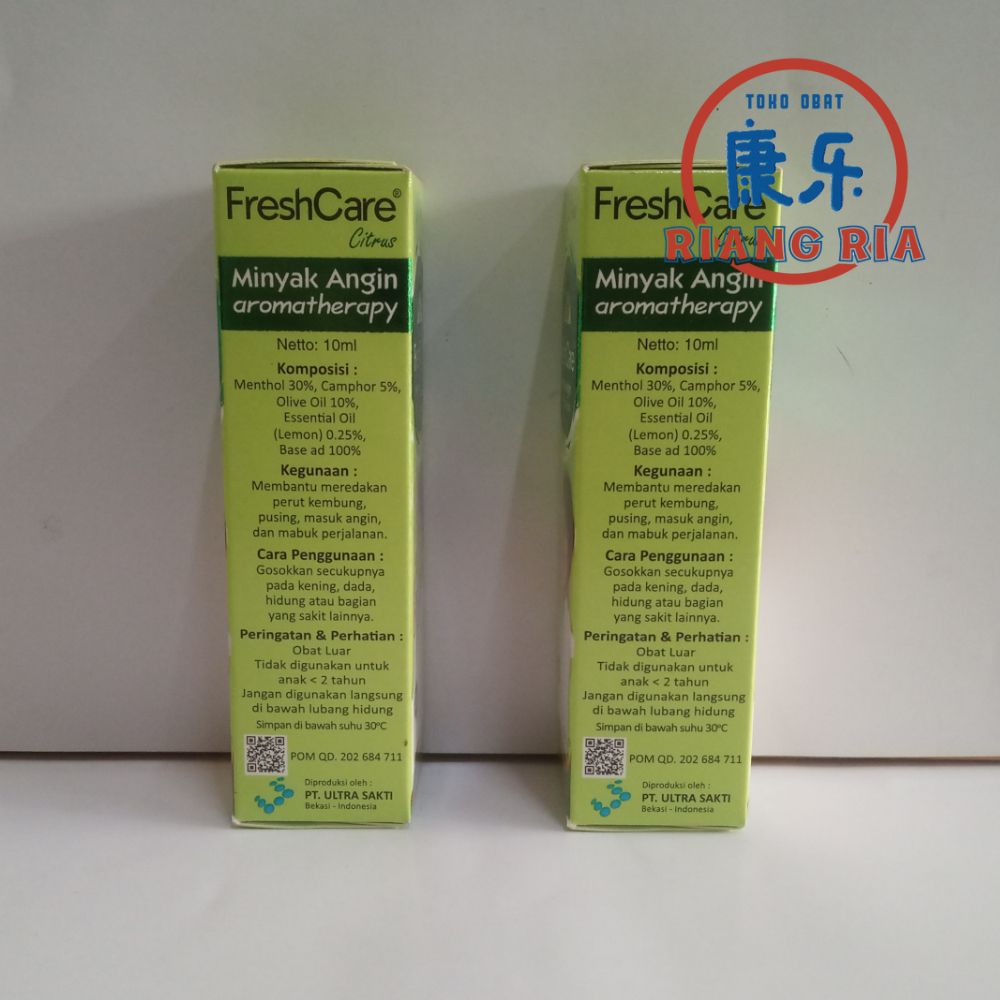 TOKO OBAT
康乐
RIANG RIA
FreshCare®
Citrus
Minyak Angin
aromatherapy
Netto: 10ml
Komposisi :
Menthol 30%, Camphor 5%,
Olive Oil 10%,
Essential Oil
(Lemon) 0.25%,
Base ad 100%
Kegunaan :
Membantu meredakan
perut kembung,
pusing, masuk angin,
dan mabuk perjalanan.
Cara Penggunaan :
Gosokkan secukupnya
pada kening, dada,
hidung atau bagian
yang sakit lainnya.
Peringatan & Perhatian :
Obat Luar
Tidak digunakan untuk
anak < 2 tahun
Jangan digunakan langsung
di bawah lubang hidung
Simpan di bawah suhu 30°C
POM QD. 202 684 711
Diproduksi oleh :
PT. ULTRA SAKTI
Bekasi - Indonesia
FreshCare
Citrus
Minyak Angin
aromatherapy
Netto: 10ml
Komposisi :
Menthol 30%, Camphor 5%,
Olive Oil 10%,
Essential Oil
(Lemon) 0.25%,
Base ad 100%
Kegunaan :
Membantu meredakan
perut kembung,
pusing, masuk angin,
dan mabuk perjalanan.
Cara Penggunaan :
Gosokkan secukupnya
pada kening, dada,
hidung atau bagian
yang sakit lainnya.
Peringatan & Perhatian :
Obat Luar
Tidak digunakan untuk
anak < 2 tahun
Jangan digunakan langsung
di bawah lubang hidung
Simpan di bawah suhu 30°C
POM QD. 202 684 711
Diproduksi oleh :
PT. ULTRA SAKTI
Bekasi - Indonesia